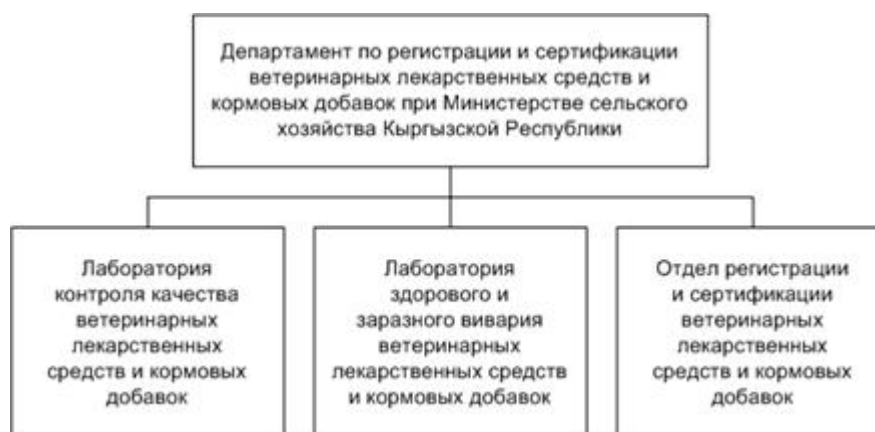 Департамент по регистрации и сертификации
ветеринарных лекарственных средств и
кормовых добавок при Министерстве сельского
хозяйства Кыргызской Республики
Лаборатория
контроля качества
ветеринарных
лекарственных
средств и кормовых
добавок
Лаборатория
здорового и
заразного вивария
ветеринарных
лекарственных средств
и кормовых добавок
Отдел регистрации
и сертификации
ветеринарных
лекарственных
средств и кормовых
добавок